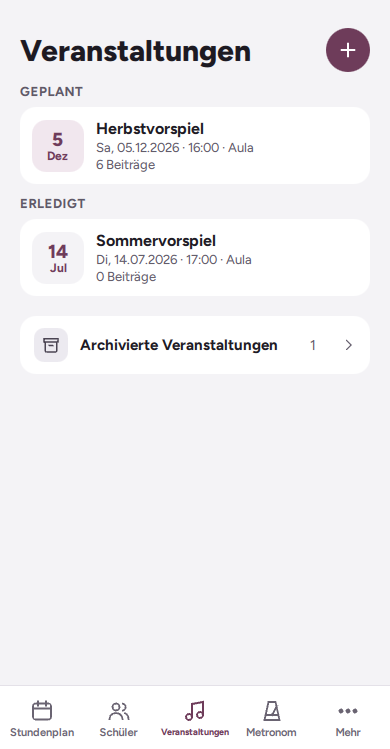 Veranstaltungen
GEPLANT
5
Dez
Herbstvorspiel
Sa, 05.12.2026 · 16:00 · Aula
6 Beiträge
ERLEDIGT
14
Jul
Sommervorspiel
Di, 14.07.2026 · 17:00 · Aula
0 Beiträge
Archivierte Veranstaltungen 1
Stundenplan Schüler Veranstaltungen Metronom Mehr